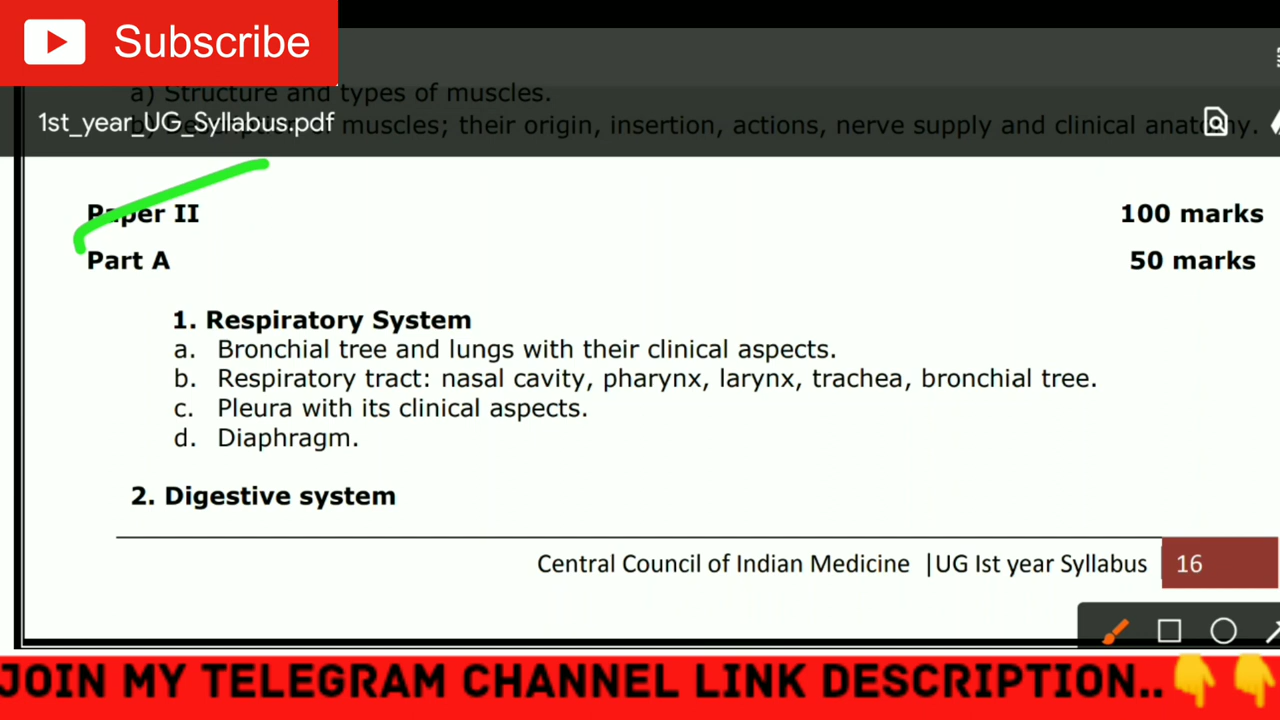 Subscribe
a) Structure and types of muscles.
1st_year_UG_Syllabus.pdf
muscles; their origin, insertion, actions, nerve supply and clinical anatomy.
Paper II 100 marks
Part A 50 marks
1. Respiratory System
a. Bronchial tree and lungs with their clinical aspects.
b. Respiratory tract: nasal cavity, pharynx, larynx, trachea, bronchial tree.
c. Pleura with its clinical aspects.
d. Diaphragm.
2. Digestive system
Central Council of Indian Medicine |UG Ist year Syllabus 16
JOIN MY TELEGRAM CHANNEL LINK DESCRIPTION..👇👇